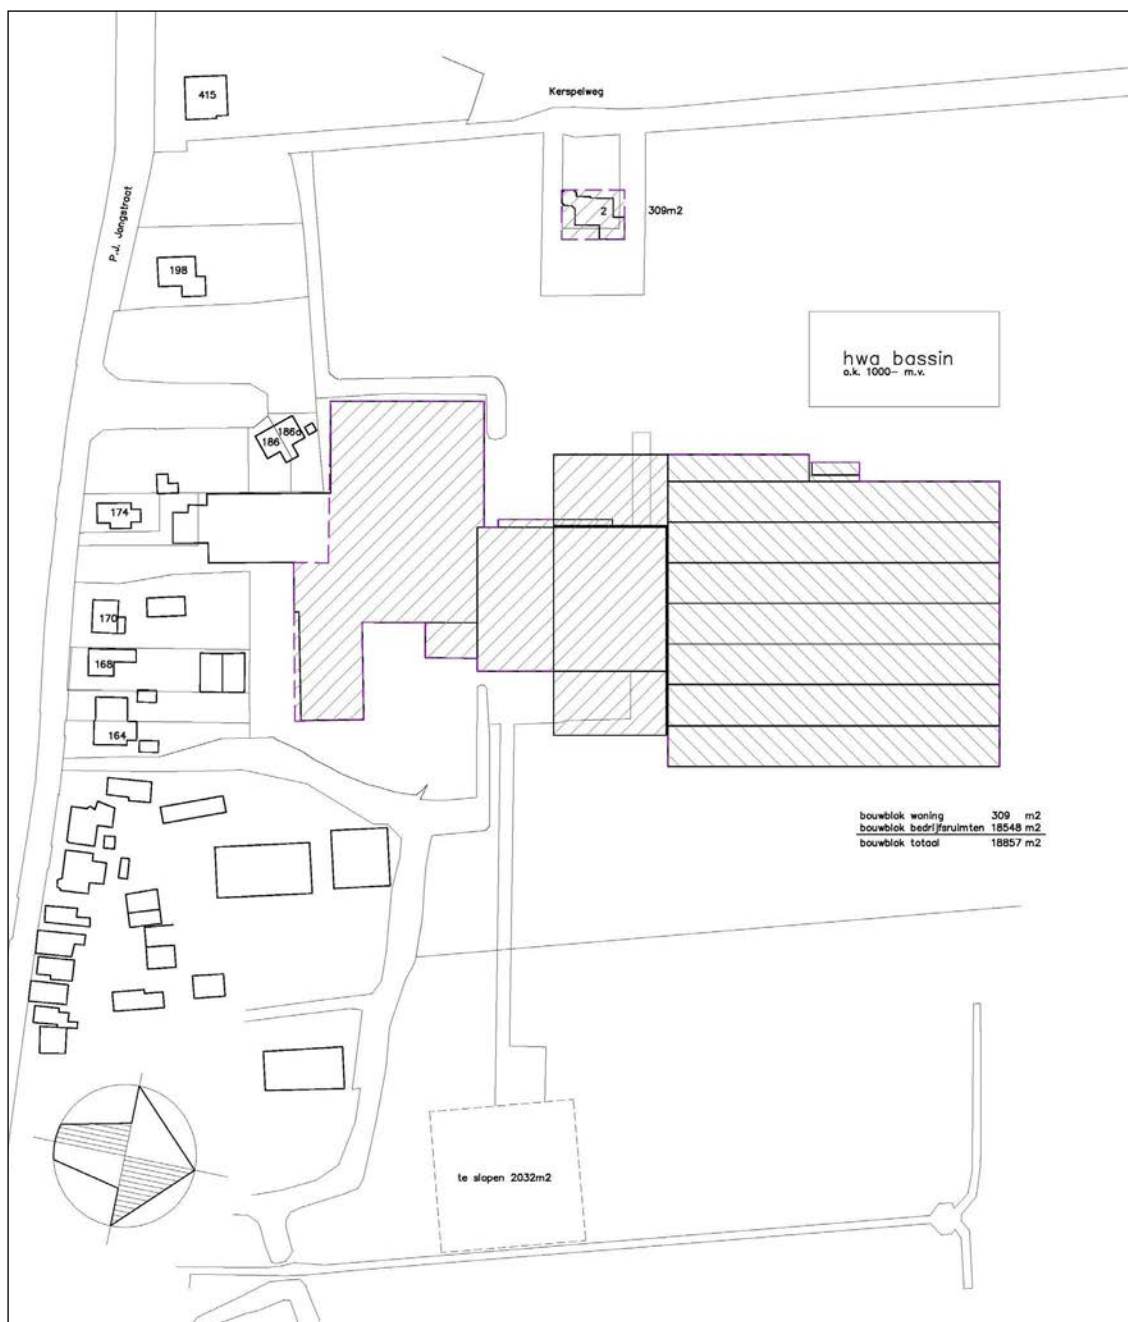 415
Kerspelweg
P.J. Jongstraat
2
309m2
198
hwa bassin
o.k. 1000- m.v.
186a
186
174
170
168
164
bouwblok woning 309 m2
bouwblok bedrijfsruimten 18548 m2
bouwblok totaal 18857 m2
te slopen 2032m2